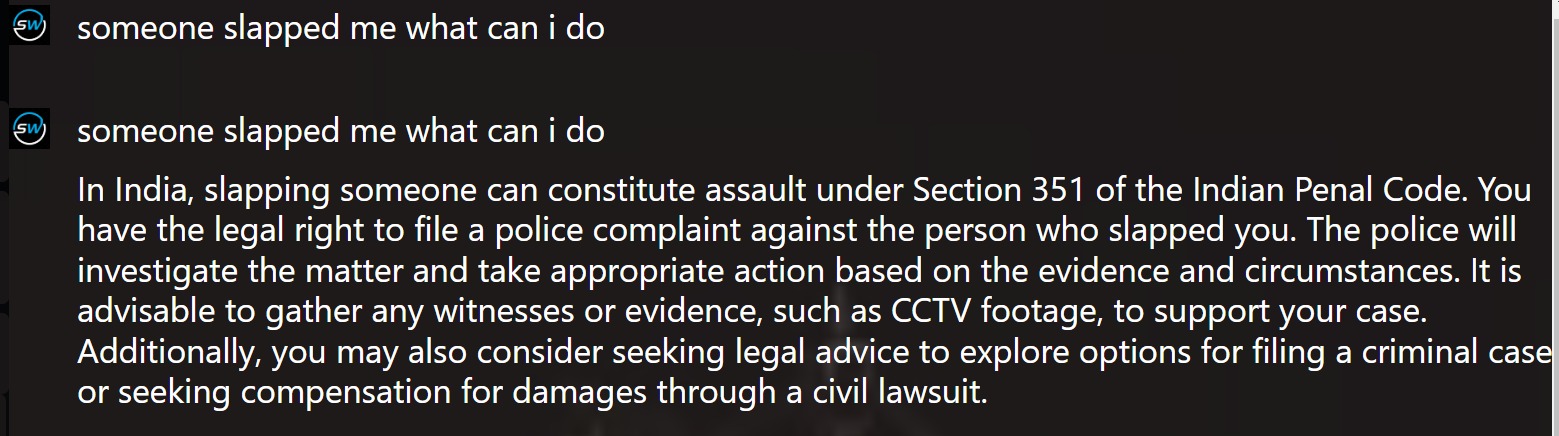 SW
someone slapped me what can i do
SW
someone slapped me what can i do
In India, slapping someone can constitute assault under Section 351 of the Indian Penal Code. You
have the legal right to file a police complaint against the person who slapped you. The police will
investigate the matter and take appropriate action based on the evidence and circumstances. It is
advisable to gather any witnesses or evidence, such as CCTV footage, to support your case.
Additionally, you may also consider seeking legal advice to explore options for filing a criminal case
or seeking compensation for damages through a civil lawsuit.